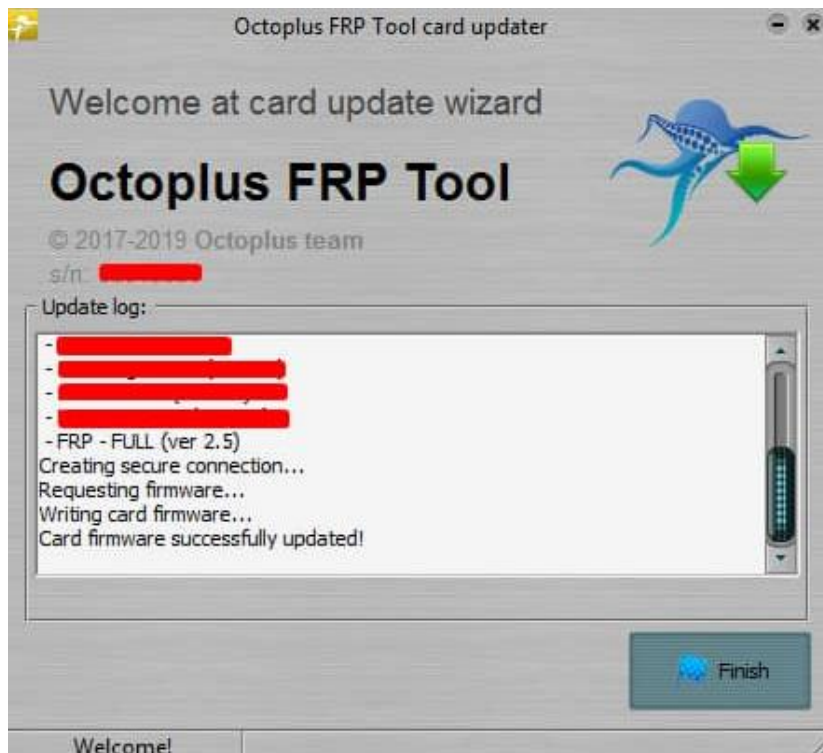 Octoplus FRP Tool card updater
Welcome at card update wizard
Octoplus FRP Tool
© 2017-2019 Octoplus team
s/n:
Update log:
-
-
-
-
- FRP - FULL (ver 2.5)
Creating secure connection...
Requesting firmware...
Writing card firmware...
Card firmware successfully updated!
Finish
Welcome!